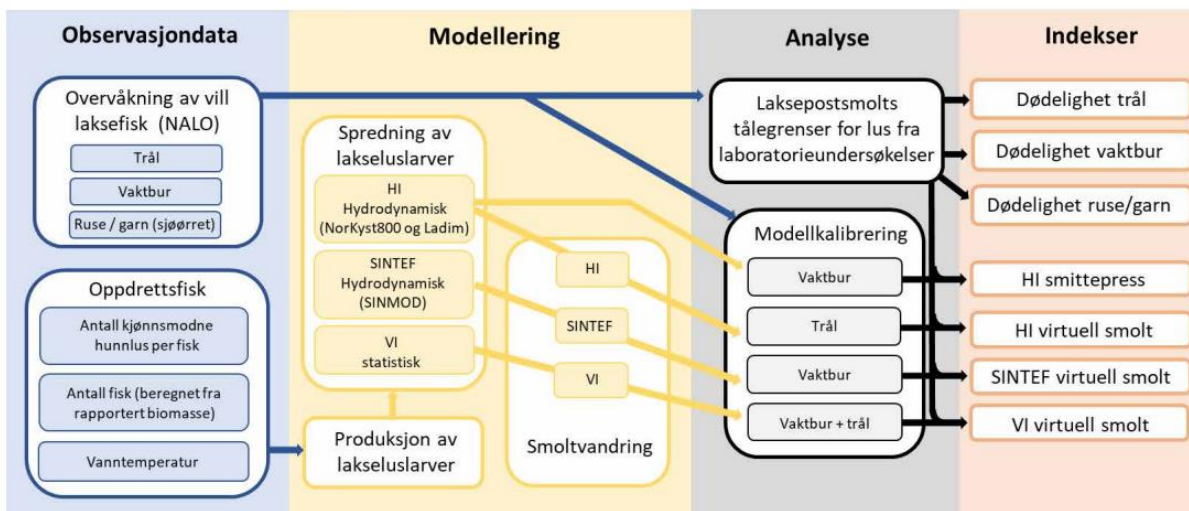 Observasjondata
Overvåkning av vill
laksefisk (NALO)
Trål
Vaktbur
Ruse / garn (sjøørret)
Oppdrettsfisk
Antall kjønnsmodne
hunnlus per fisk
Antall fisk (beregnet fra
rapportert biomasse)
Vanntemperatur
Modellering
Spredning av
lakseluslarver
HI
Hydrodynamisk
(NorKyst800 og Ladim)
SINTEF
Hydrodynamisk
(SINMOD)
VI
statistisk
Produksjon av
lakseluslarver
HI
SINTEF
VI
Smoltvandring
Analyse
Laksepostsmolts
tålegrenser for lus fra
laboratorieundersøkelser
Modellkalibrering
Vaktbur
Trål
Vaktbur
Vaktbur + trål
Indekser
Dødelighet trål
Dødelighet vaktbur
Dødelighet ruse/garn
HI smittepress
HI virtuell smolt
SINTEF virtuell smolt
VI virtuell smolt